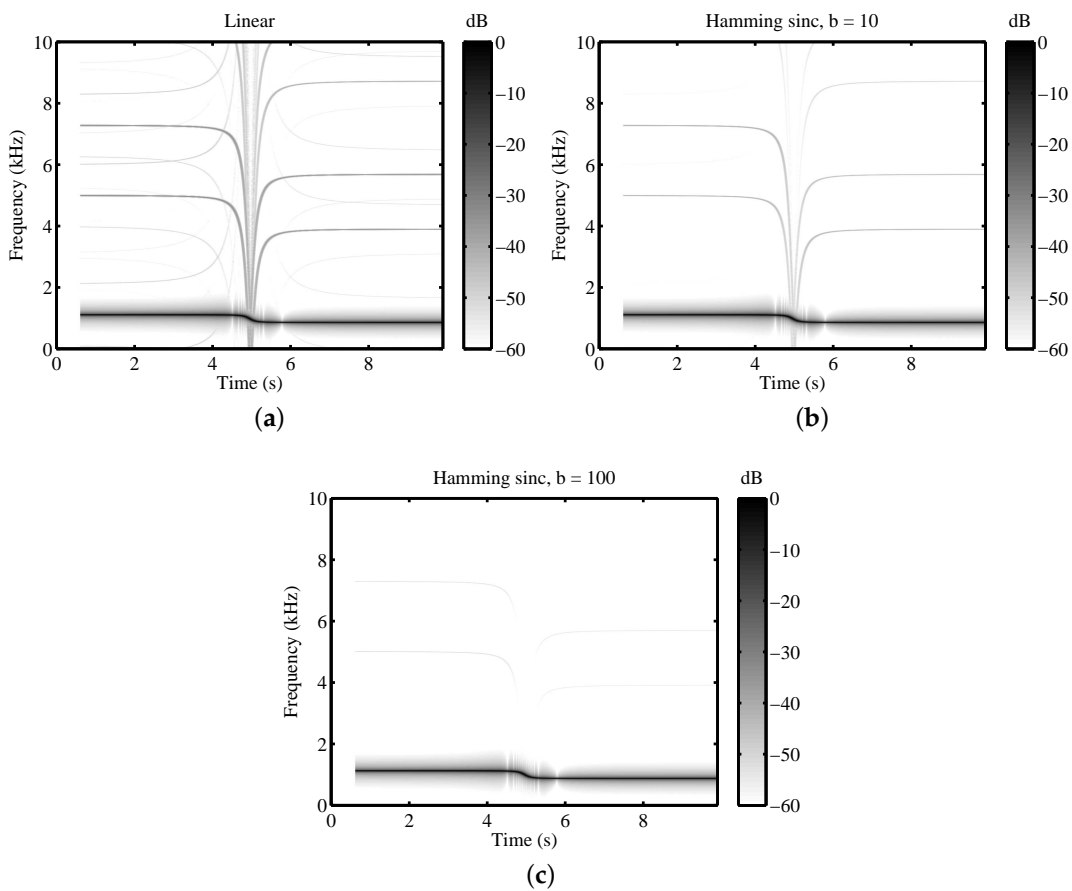 Linear
dB
Frequency (kHz)
10
8
6
4
2
0
0 2 4 6 8
Time (s)
0
−10
−20
−30
−40
−50
−60
(a)
Hamming sinc, b = 10
dB
Frequency (kHz)
10
8
6
4
2
0
0 2 4 6 8
Time (s)
0
−10
−20
−30
−40
−50
−60
(b)
Hamming sinc, b = 100
dB
Frequency (kHz)
10
8
6
4
2
0
0 2 4 6 8
Time (s)
0
−10
−20
−30
−40
−50
−60
(c)